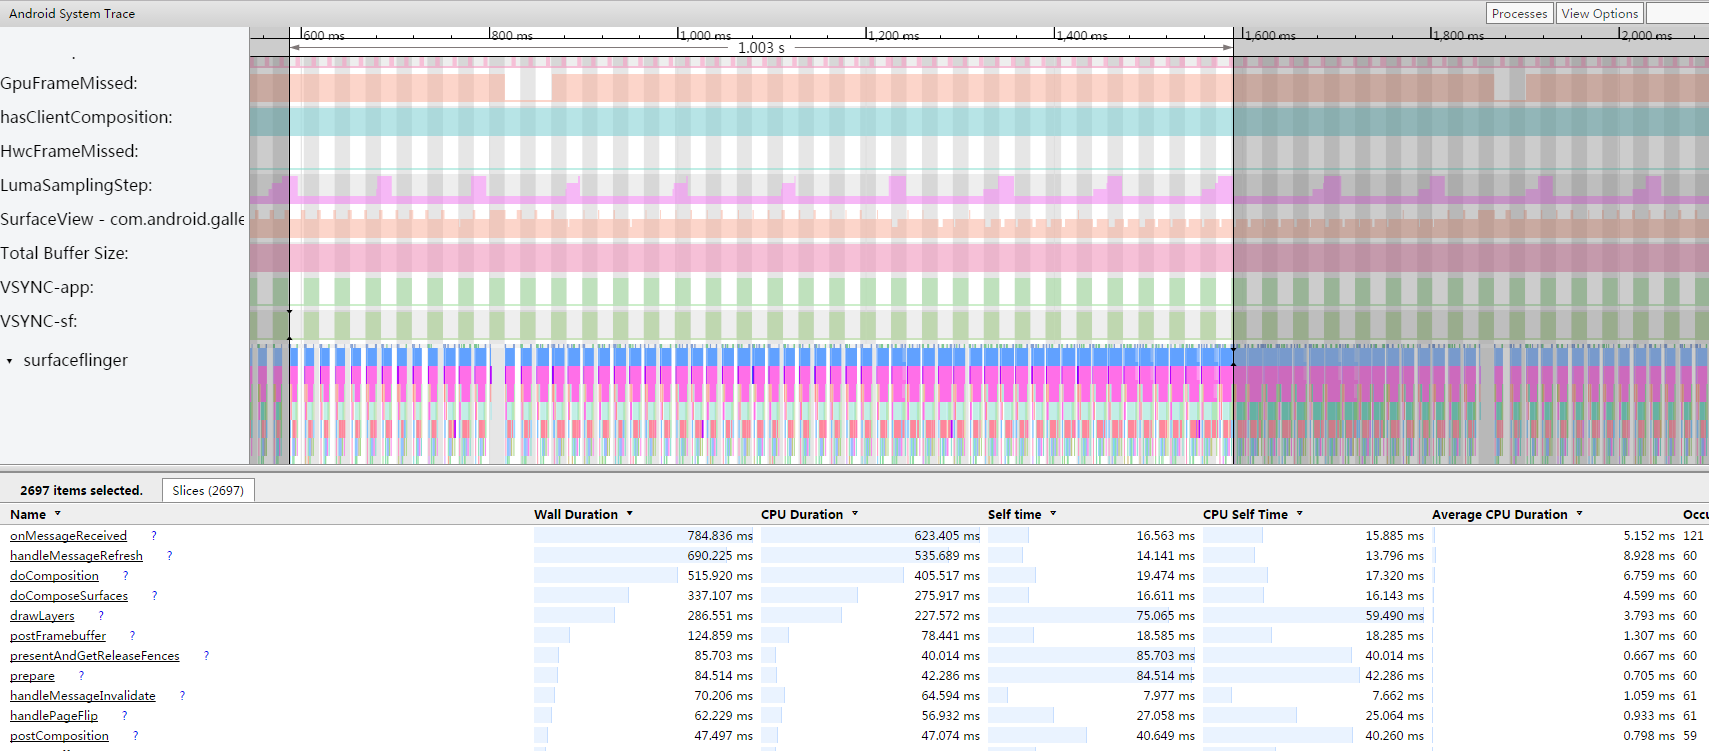 Android System Trace
Processes
View Options
600 ms
800 ms
1,000 ms
1,200 ms
1,400 ms
1,600 ms
1,800 ms
2,000 ms
1.003 s
GpuFrameMissed:
hasClientComposition:
HwcFrameMissed:
LumaSamplingStep:
SurfaceView - com.android.galle
Total Buffer Size:
VSYNC-app:
VSYNC-sf:
surfaceflinger
2697 items selected. Slices (2697)
Name Wall Duration CPU Duration Self time CPU Self Time Average CPU Duration Occu
onMessageReceived ? 784.836 ms 623.405 ms 16.563 ms 15.885 ms 5.152 ms 121
handleMessageRefresh ? 690.225 ms 535.689 ms 14.141 ms 13.796 ms 8.928 ms 60
doComposition ? 515.920 ms 405.517 ms 19.474 ms 17.320 ms 6.759 ms 60
doComposeSurfaces ? 337.107 ms 275.917 ms 16.611 ms 16.143 ms 4.599 ms 60
drawLayers ? 286.551 ms 227.572 ms 75.065 ms 59.490 ms 3.793 ms 60
postFramebuffer ? 124.859 ms 78.441 ms 18.585 ms 18.285 ms 1.307 ms 60
presentAndGetReleaseFences ? 85.703 ms 40.014 ms 85.703 ms 40.014 ms 0.667 ms 60
prepare ? 84.514 ms 42.286 ms 84.514 ms 42.286 ms 0.705 ms 60
handleMessageInvalidate ? 70.206 ms 64.594 ms 7.977 ms 7.662 ms 1.059 ms 61
handlePageFlip ? 62.229 ms 56.932 ms 27.058 ms 25.064 ms 0.933 ms 61
postComposition ? 47.497 ms 47.074 ms 40.649 ms 40.260 ms 0.798 ms 59